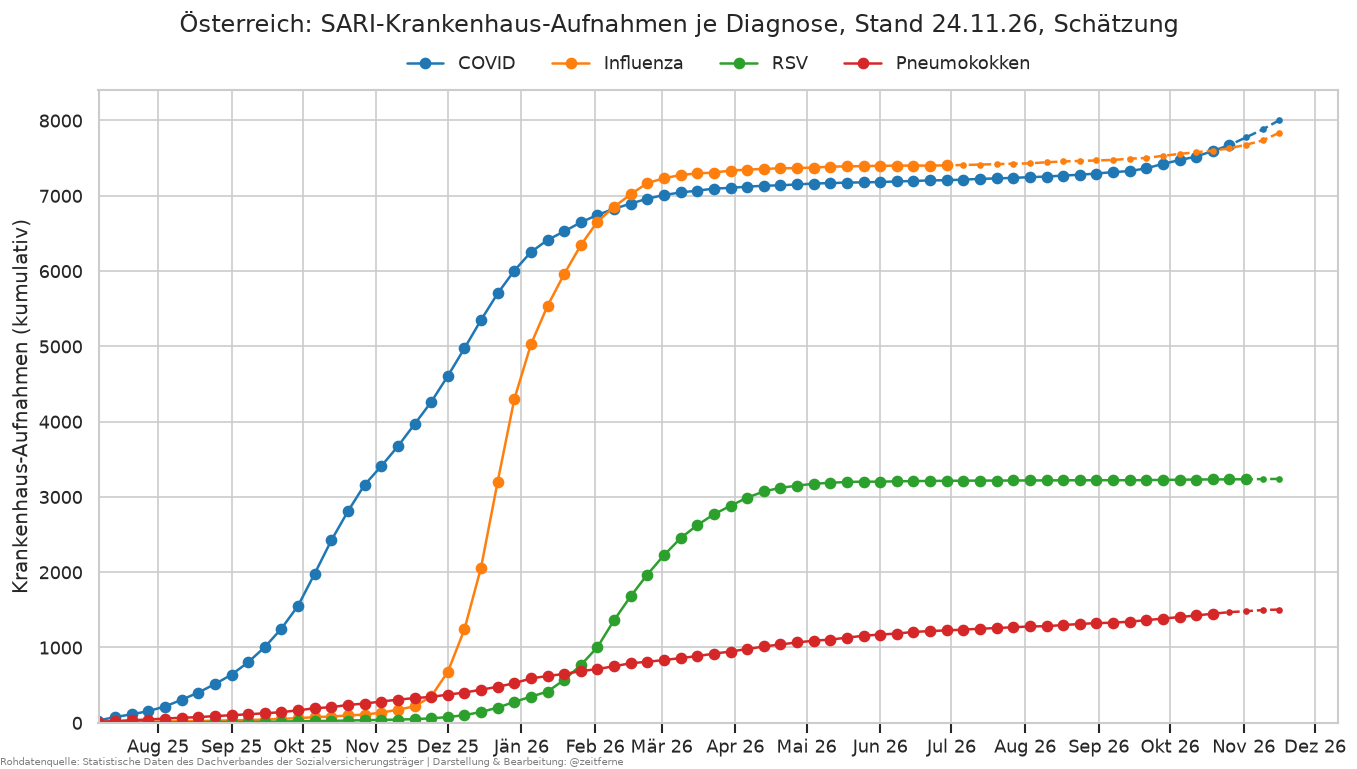 Österreich: SARI-Krankenhaus-Aufnahmen je Diagnose, Stand 24.11.26, Schätzung
COVID Influenza RSV Pneumokokken
Krankenhaus-Aufnahmen (kumulativ)
8000
7000
6000
5000
4000
3000
2000
1000
0
Aug 25 Sep 25 Okt 25 Nov 25 Dez 25 Jän 26 Feb 26 Mär 26 Apr 26 Mai 26 Jun 26 Jul 26 Aug 26 Sep 26 Okt 26 Nov 26 Dez 26
Rohdatenquelle: Statistische Daten des Dachverbandes der Sozialversicherungsträger | Darstellung & Bearbeitung: @zeitferne